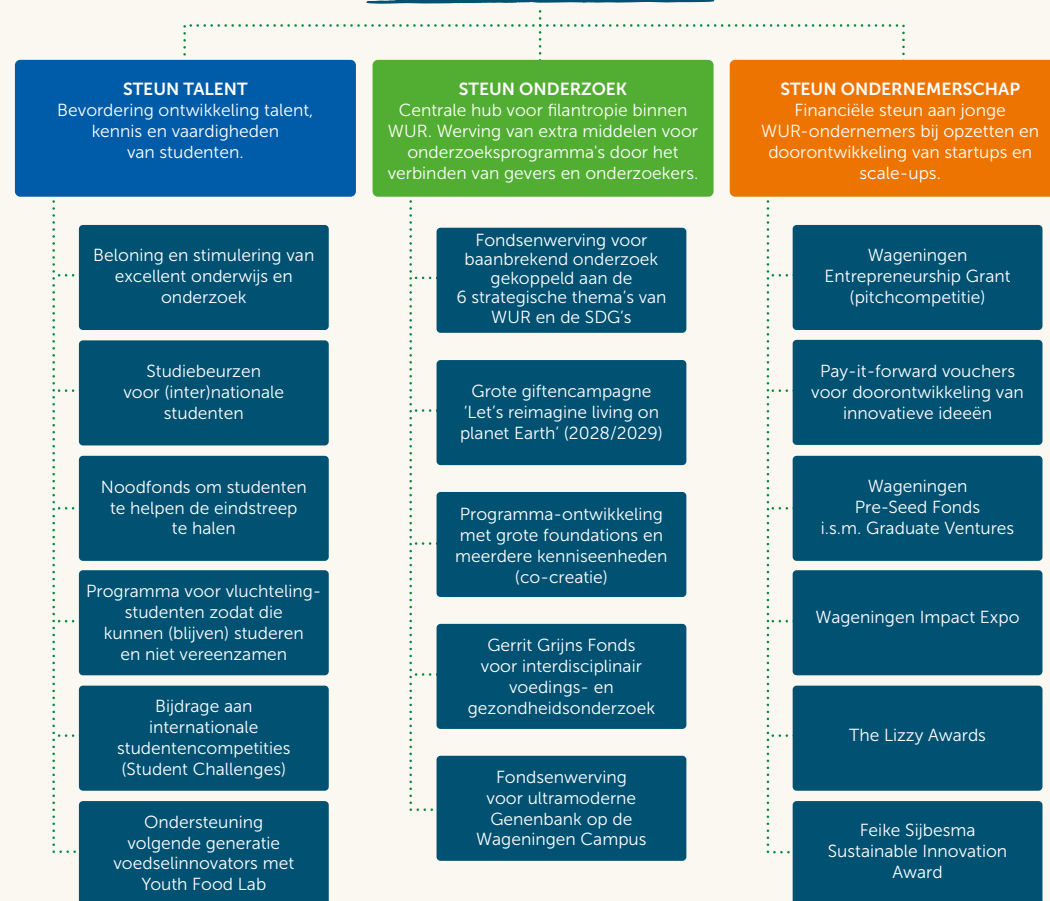 STEUN TALENT
Bevordering ontwikkeling talent,
kennis en vaardigheden
van studenten.
Beloning en stimulering van
excellent onderwijs en
onderzoek
Studiebeurzen
voor (inter)nationale
studenten
Noodfonds om studenten
te helpen de eindstreep
te halen
Programma voor vluchteling-
studenten zodat die
kunnen (blijven) studeren
en niet vereenzamen
Bijdrage aan
internationale
studentencompetities
(Student Challenges)
Ondersteuning
volgende generatie
voedselinnovators met
Youth Food Lab
STEUN ONDERZOEK
Centrale hub voor filantropie binnen
WUR. Werving van extra middelen voor
onderzoeksprogramma's door het
verbinden van gevers en onderzoekers.
Fondsenwerving voor
baanbrekend onderzoek
gekoppeld aan de
6 strategische thema's van
WUR en de SDG's
Grote giftencampagne
'Let's reimagine living on
planet Earth' (2028/2029)
Programma-ontwikkeling
met grote foundations en
meerdere kenniseenheden
(co-creatie)
Gerrit Grijns Fonds
voor interdisciplinair
voedings- en
gezondheidsonderzoek
Fondsenwerving
voor ultramoderne
Genenbank op de
Wageningen Campus
STEUN ONDERNEMERSCHAP
Financiële steun aan jonge
WUR-ondernemers bij opzetten en
doorontwikkeling van startups en
scale-ups.
Wageningen
Entrepreneurship Grant
(pitchcompetitie)
Pay-it-forward vouchers
voor doorontwikkeling van
innovatieve ideeën
Wageningen
Pre-Seed Fonds
i.s.m. Graduate Ventures
Wageningen Impact Expo
The Lizzy Awards
Feike Sijbesma
Sustainable Innovation
Award